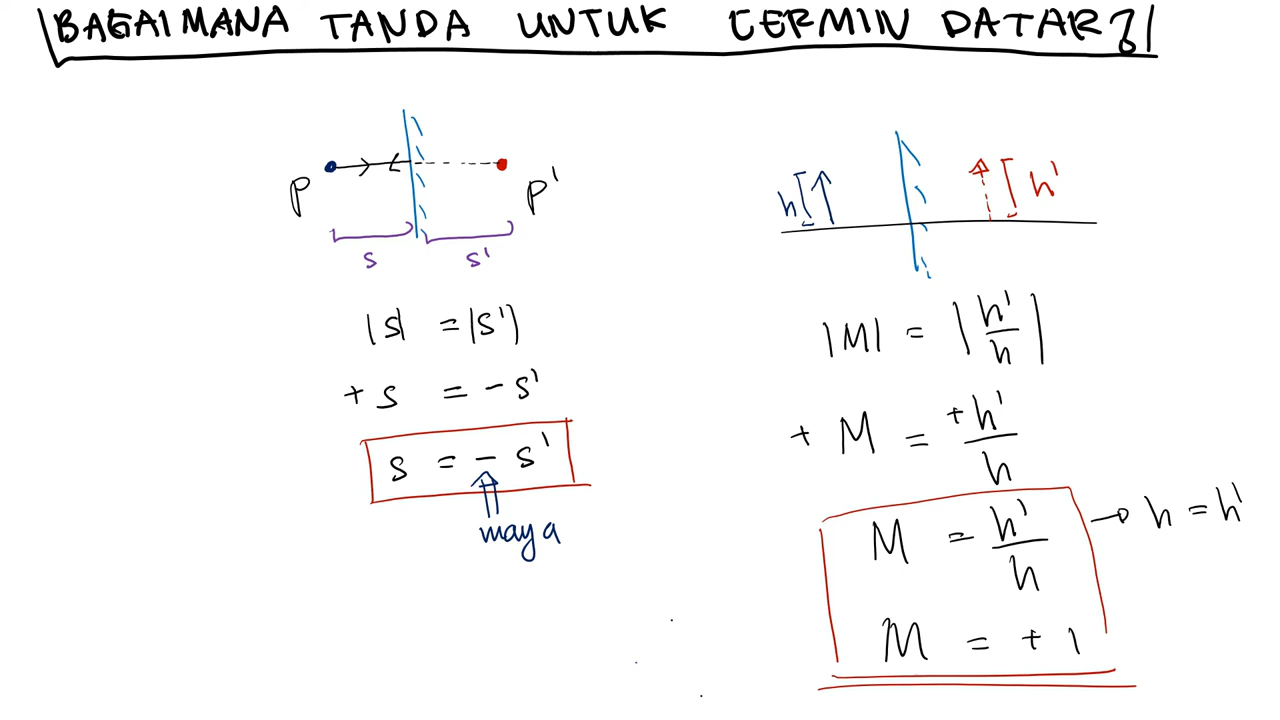 BAGAIMANA TANDA UNTUK CERMIN DATAR?
P P'
s s'
|s| = |s'|
+ s = - s'
s = - s'
maya
h h'
|M| = |h'/h|
+ M = +h'/h
M = h'/h → h = h'
M = + 1